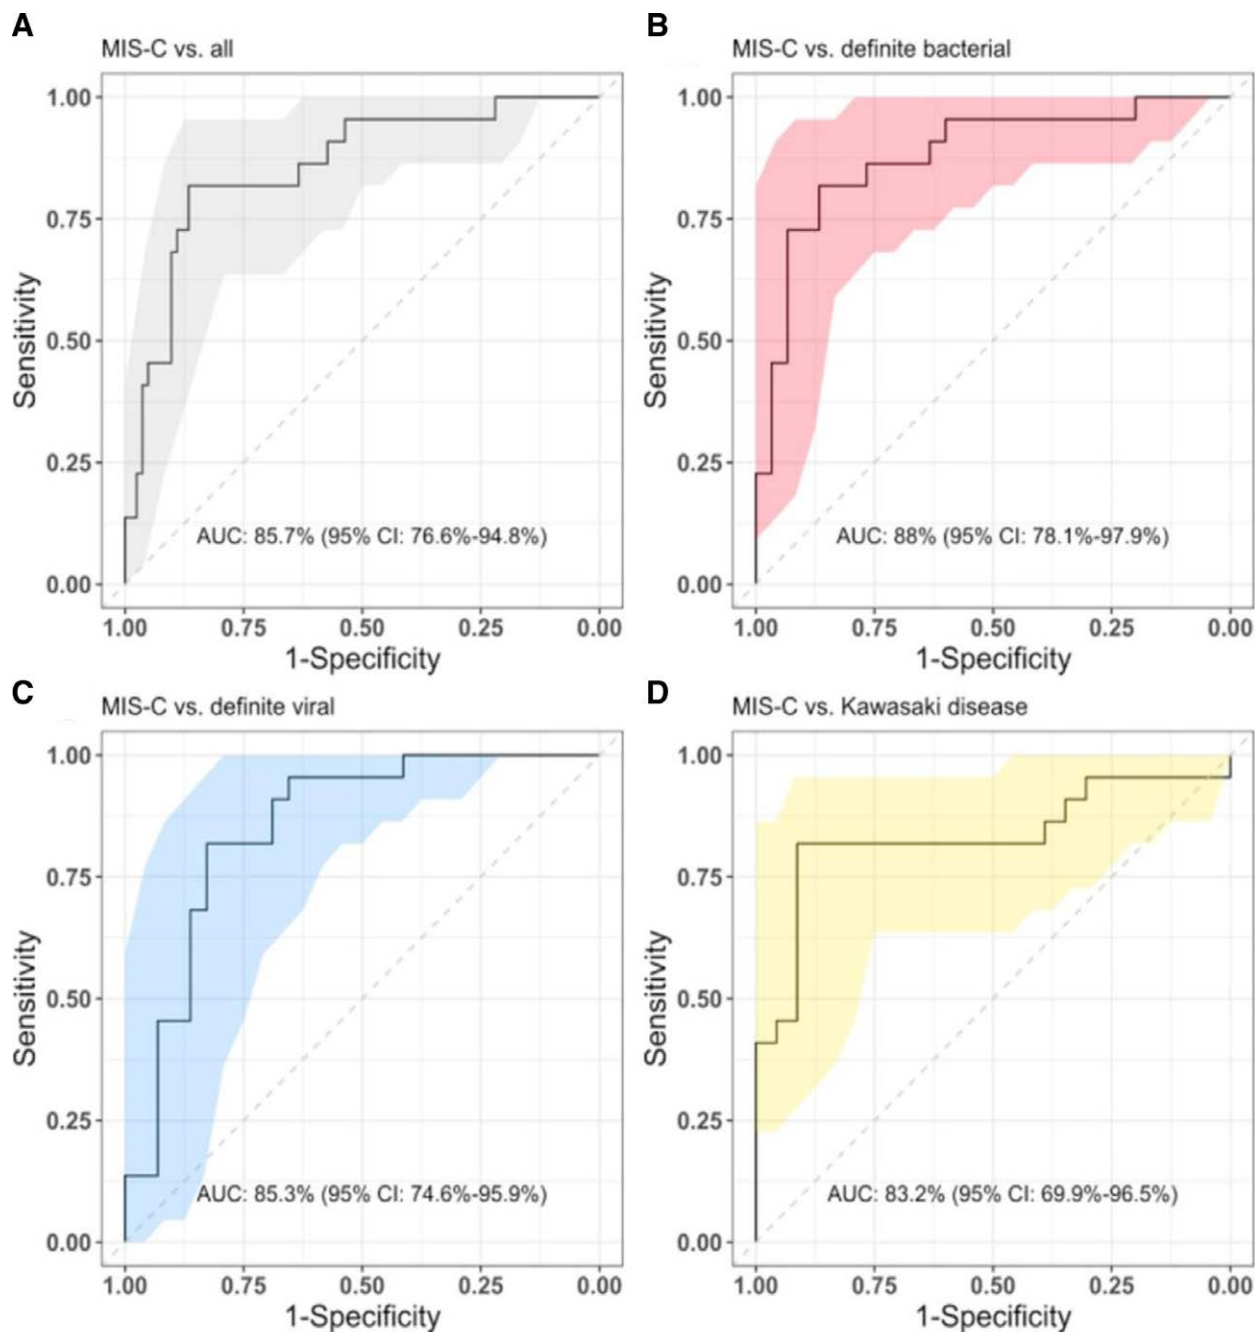 A
MIS-C vs. all
1.00
0.75
0.50
0.25
0.00
Sensitivity
AUC: 85.7% (95% CI: 76.6%-94.8%)
1.00 0.75 0.50 0.25 0.00
1-Specificity
B
MIS-C vs. definite bacterial
1.00
0.75
0.50
0.25
0.00
Sensitivity
AUC: 88% (95% CI: 78.1%-97.9%)
1.00 0.75 0.50 0.25 0.00
1-Specificity
C
MIS-C vs. definite viral
1.00
0.75
0.50
0.25
0.00
Sensitivity
AUC: 85.3% (95% CI: 74.6%-95.9%)
1.00 0.75 0.50 0.25 0.00
1-Specificity
D
MIS-C vs. Kawasaki disease
1.00
0.75
0.50
0.25
0.00
Sensitivity
AUC: 83.2% (95% CI: 69.9%-96.5%)
1.00 0.75 0.50 0.25 0.00
1-Specificity